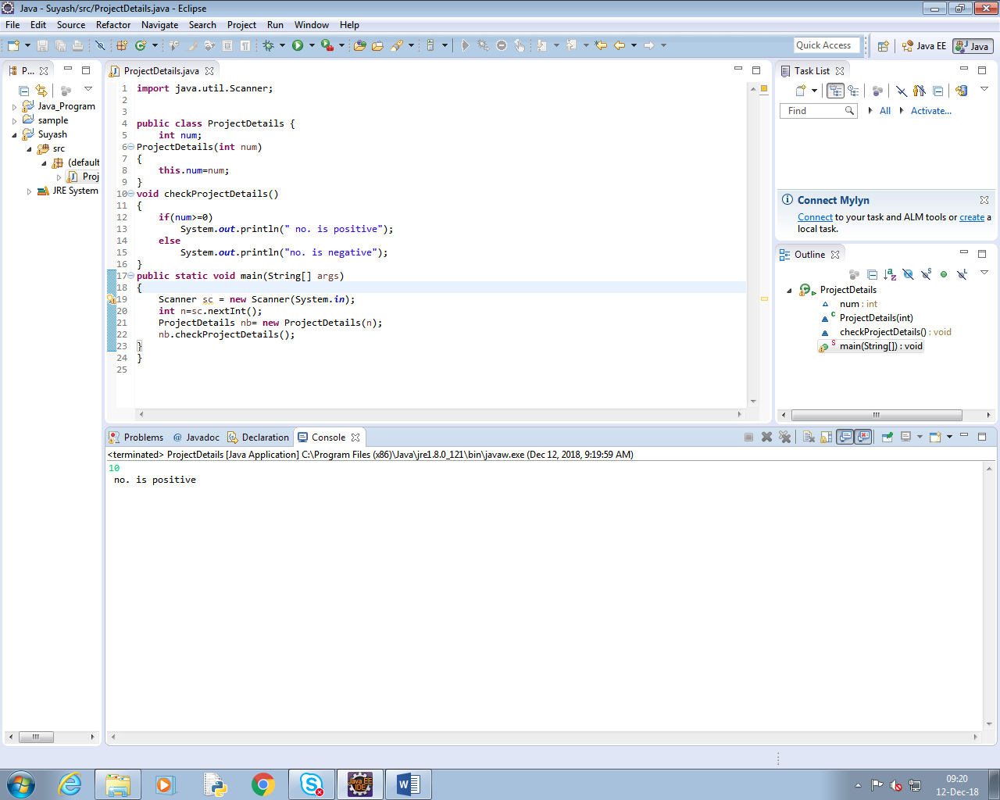 Java - Suyash/src/ProjectDetails.java - Eclipse
File Edit Source Refactor Navigate Search Project Run Window Help
Quick Access
Java EE
Java
P...
Java_Program
sample
Suyash
src
(default
Proj
JRE System
ProjectDetails.java
1 import java.util.Scanner;
2
3
4 public class ProjectDetails {
5 int num;
6 ProjectDetails(int num)
7 {
8 this.num=num;
9 }
10 void checkProjectDetails()
11 {
12 if(num>=0)
13 System.out.println(" no. is positive");
14 else
15 System.out.println("no. is negative");
16 }
17 public static void main(String[] args)
18 {
19 Scanner sc = new Scanner(System.in);
20 int n=sc.nextInt();
21 ProjectDetails nb= new ProjectDetails(n);
22 nb.checkProjectDetails();
23 }
24 }
25
Task List
Find
All
Activate...
Connect Mylyn
Connect to your task and ALM tools or create a
local task.
Outline
ProjectDetails
num : int
ProjectDetails(int)
checkProjectDetails() : void
main(String[]) : void
Problems @ Javadoc Declaration Console
<terminated> ProjectDetails [Java Application] C:\Program Files (x86)\Java\jre1.8.0_121\bin\javaw.exe (Dec 12, 2018, 9:19:59 AM)
10
no. is positive
Java EE
IDE
09:20
12-Dec-18